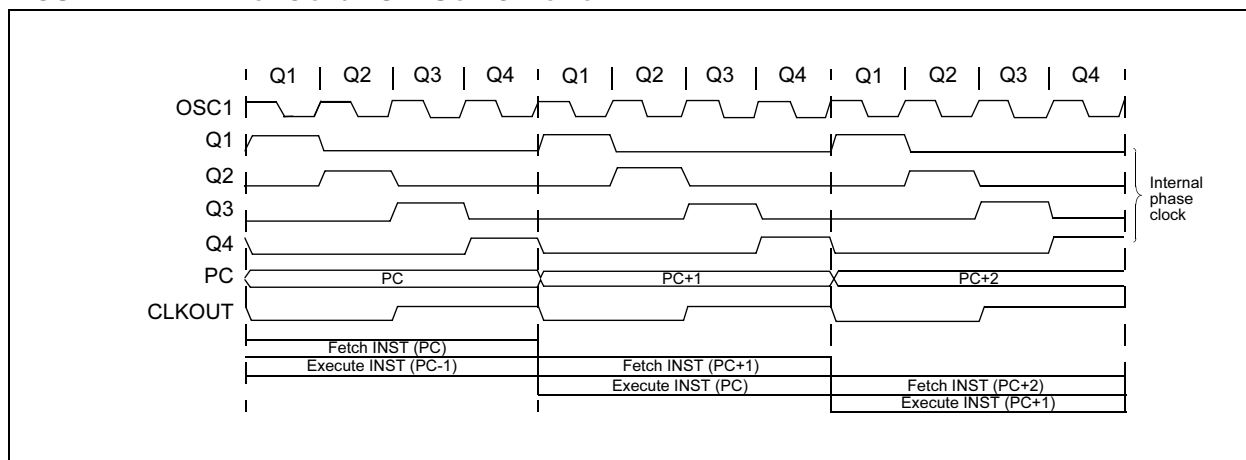 Q1 Q2 Q3 Q4 Q1 Q2 Q3 Q4 Q1 Q2 Q3 Q4
OSC1
Q1
Q2
Q3
Q4
Internal
phase
clock
PC PC PC+1 PC+2
CLKOUT
Fetch INST (PC)
Execute INST (PC-1) Fetch INST (PC+1)
Execute INST (PC) Fetch INST (PC+2)
Execute INST (PC+1)